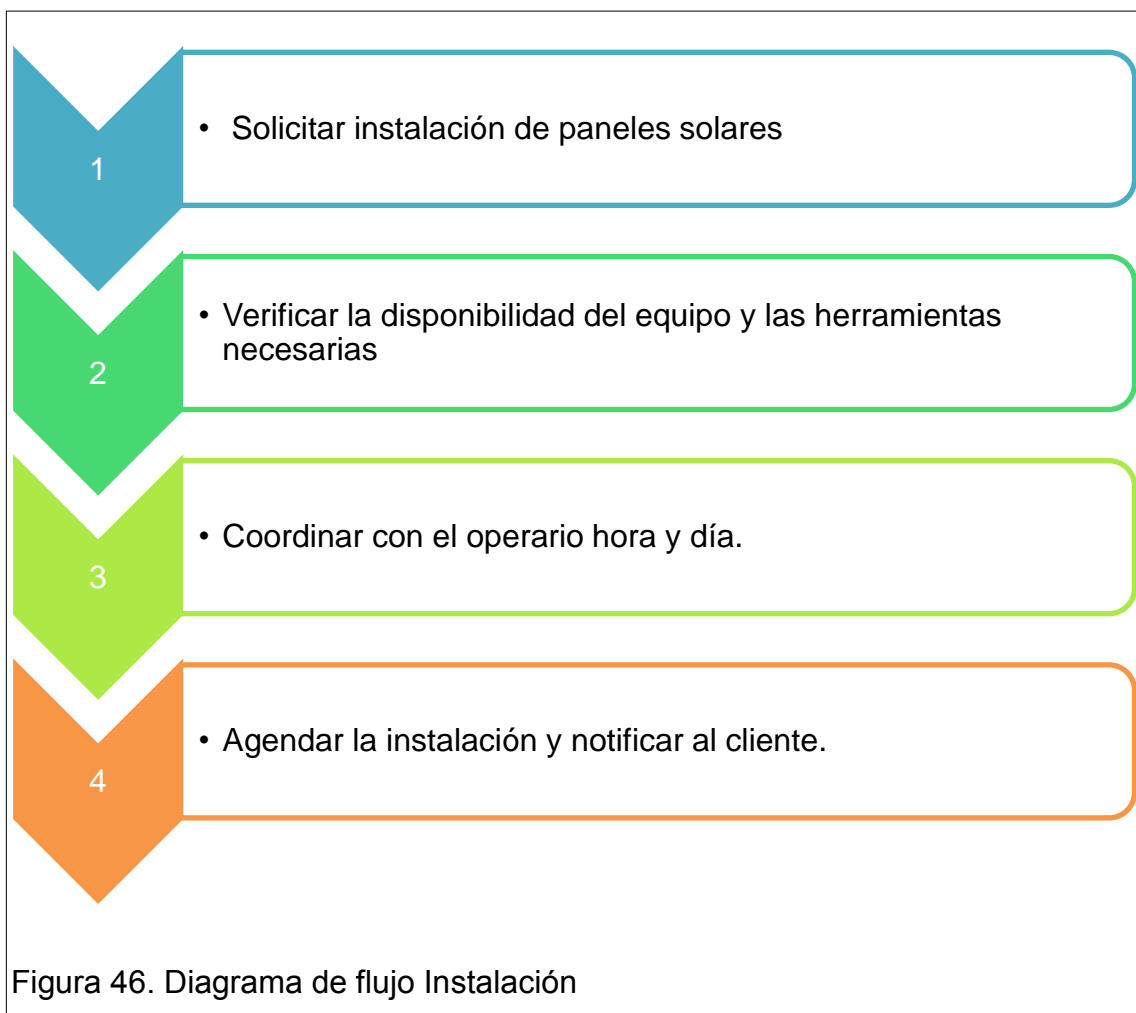 1
• Solicitar instalación de paneles solares
2
• Verificar la disponibilidad del equipo y las herramientas
necesarias
3
• Coordinar con el operario hora y día.
4
• Agendar la instalación y notificar al cliente.
Figura 46. Diagrama de flujo Instalación